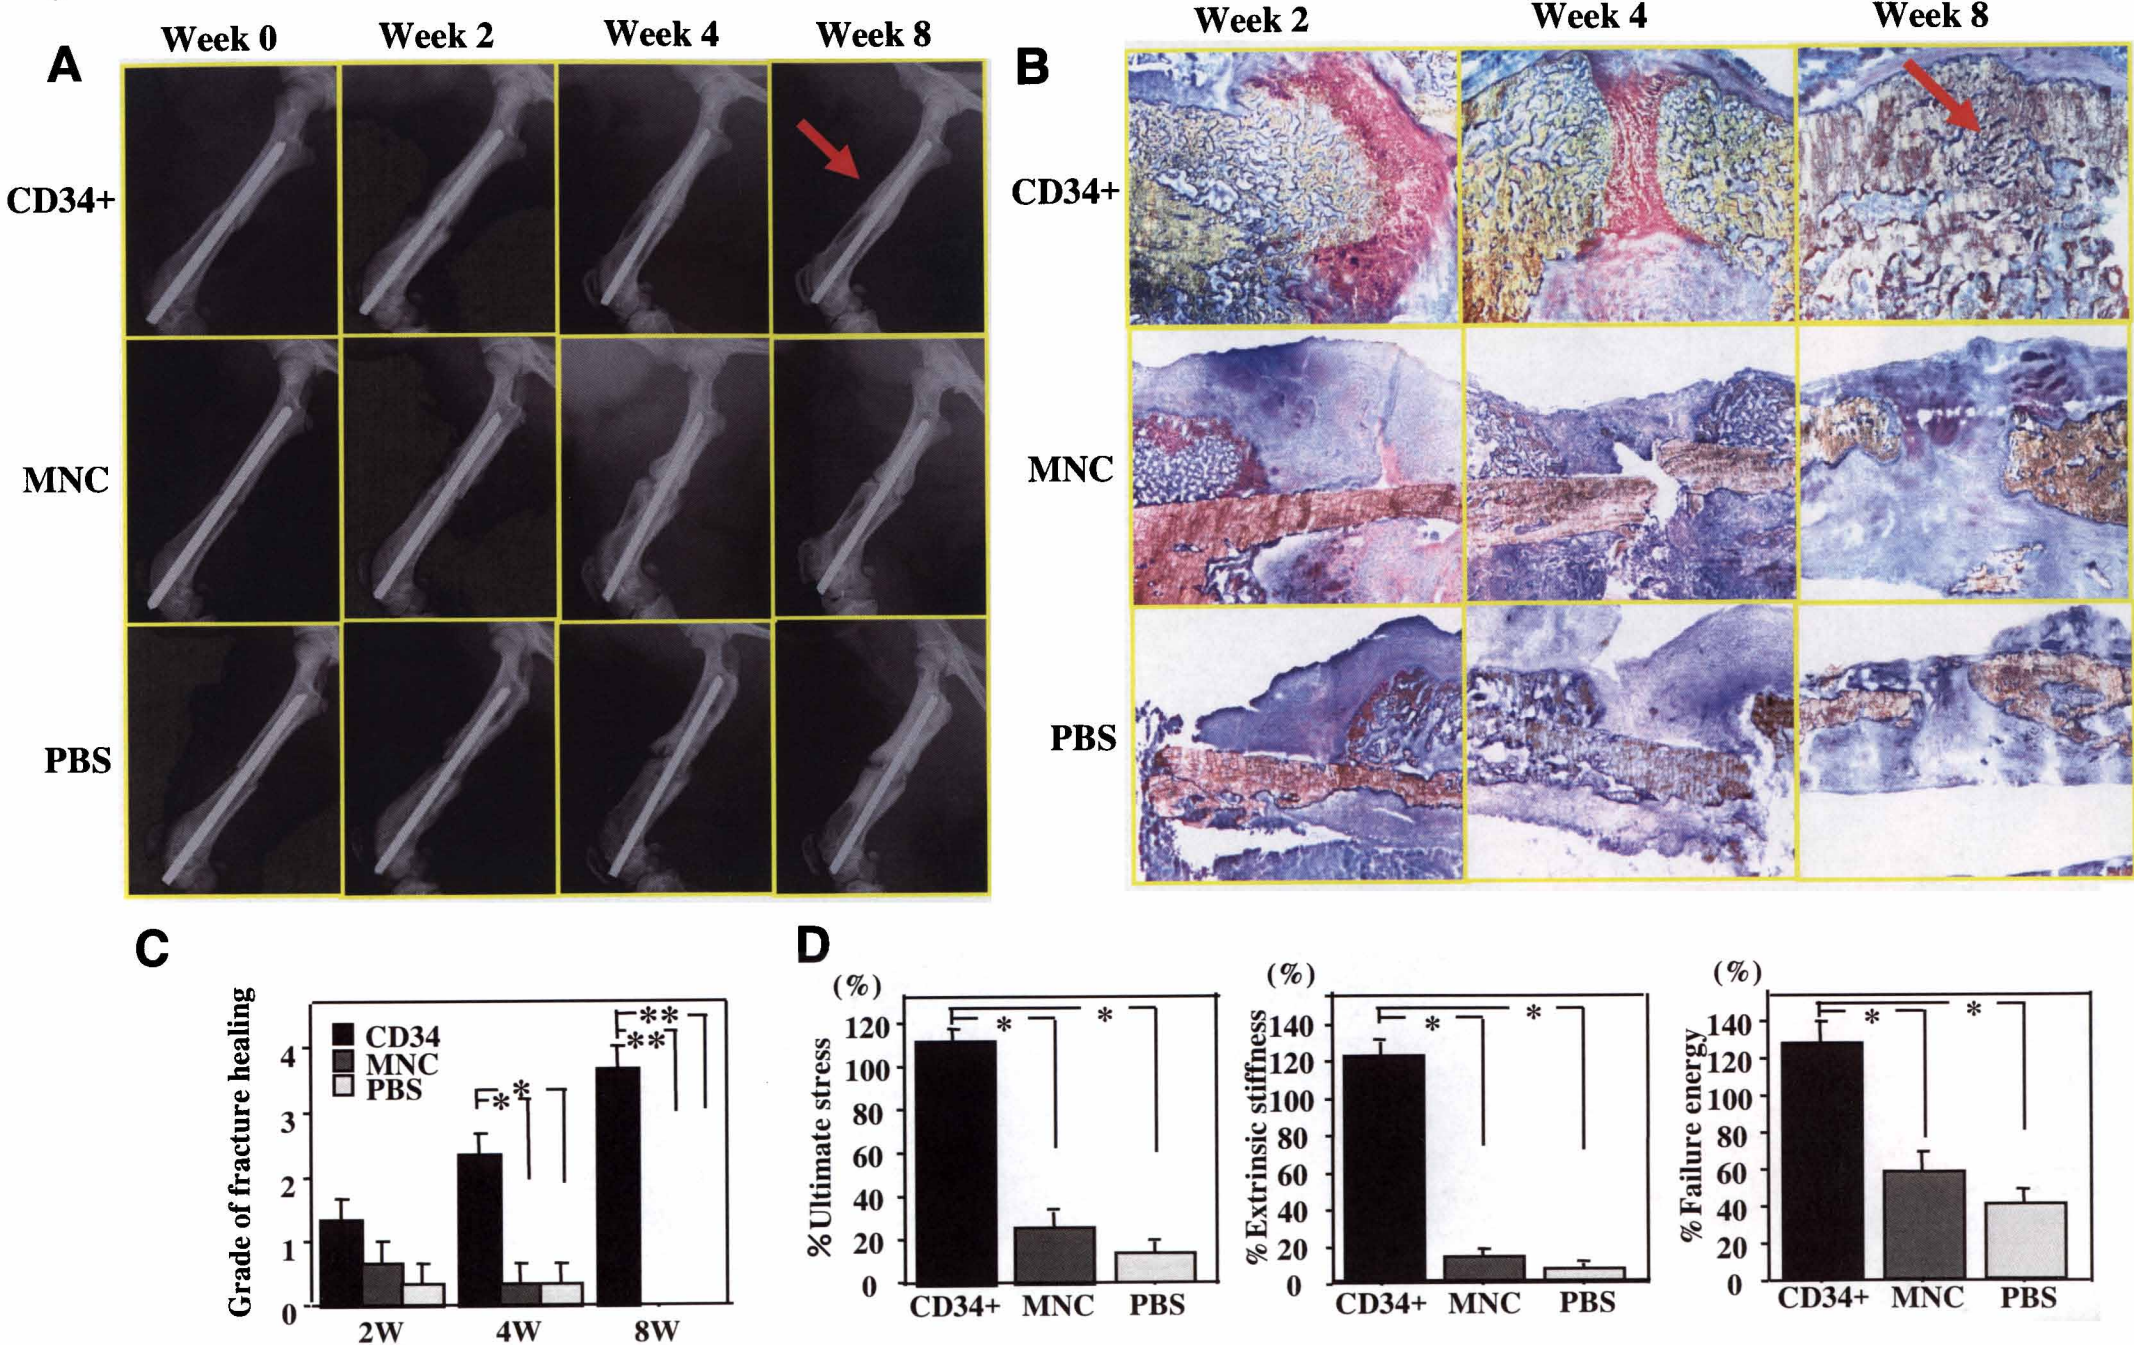 A
Week 0
Week 2
Week 4
Week 8
CD34+
MNC
PBS
B
Week 2
Week 4
Week 8
CD34+
MNC
PBS
C
Grade of fracture healing
4
3
2
1
0
CD34
MNC
PBS
*
*
**
**
2W
4W
8W
D
(%)
% Ultimate stress
120
100
80
60
40
20
0
*
*
CD34+
MNC
PBS
(%)
% Extrinsic stiffness
140
120
100
80
60
40
20
0
*
*
CD34+
MNC
PBS
(%)
% Failure energy
140
120
100
80
60
40
20
0
*
*
CD34+
MNC
PBS